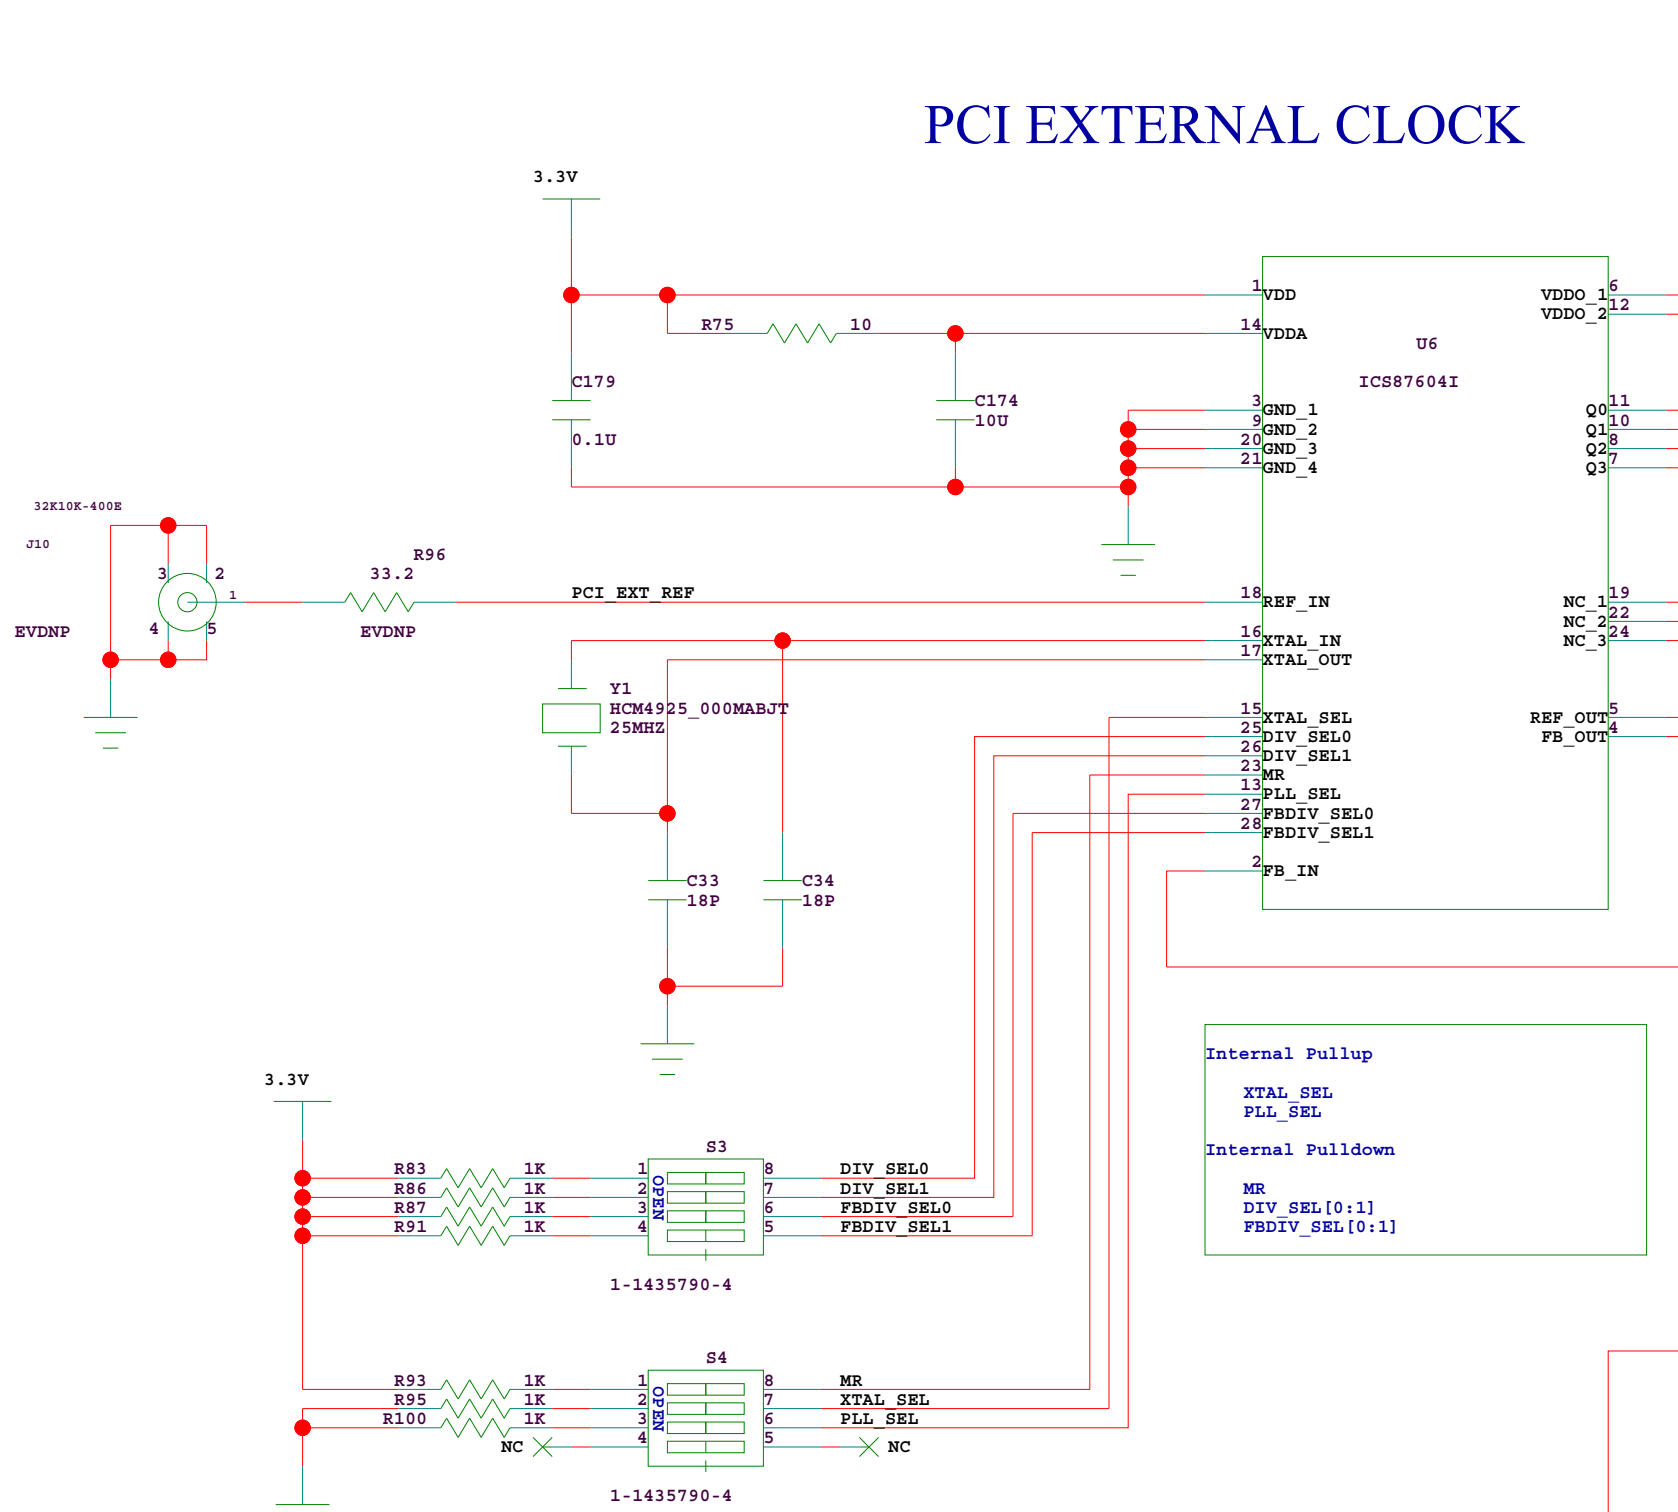 PCI EXTERNAL CLOCK
3.3V
1 VDD
VDDO_1 6
VDDO_2 12
R75 10
14 VDDA
U6
ICS87604I
C179
0.1U
C174
10U
3 GND_1
9 GND_2
20 GND_3
21 GND_4
Q0 11
Q1 10
Q2 8
Q3 7
32K10K-400E
J10
3 2
1
4 5
EVDNP
R96
33.2
EVDNP
PCI_EXT_REF
18 REF_IN
16 XTAL_IN
17 XTAL_OUT
NC_1 19
NC_2 22
NC_3 24
Y1
HCM4925_000MABJT
25MHZ
15 XTAL_SEL
25 DIV_SEL0
26 DIV_SEL1
23 MR
13 PLL_SEL
27 FBDIV_SEL0
28 FBDIV_SEL1
2 FB_IN
REF_OUT 5
FB_OUT 4
C33
18P
C34
18P
Internal Pullup
XTAL_SEL
PLL_SEL
Internal Pulldown
MR
DIV_SEL[0:1]
FBDIV_SEL[0:1]
3.3V
S3
R83 1K 1 8 DIV_SEL0
R86 1K 2 7 DIV_SEL1
R87 1K 3 6 FBDIV_SEL0
R91 1K 4 5 FBDIV_SEL1
OPEN
1-1435790-4
S4
R93 1K 1 8 MR
R95 1K 2 7 XTAL_SEL
R100 1K 3 6 PLL_SEL
NC 4 5 NC
OPEN
1-1435790-4